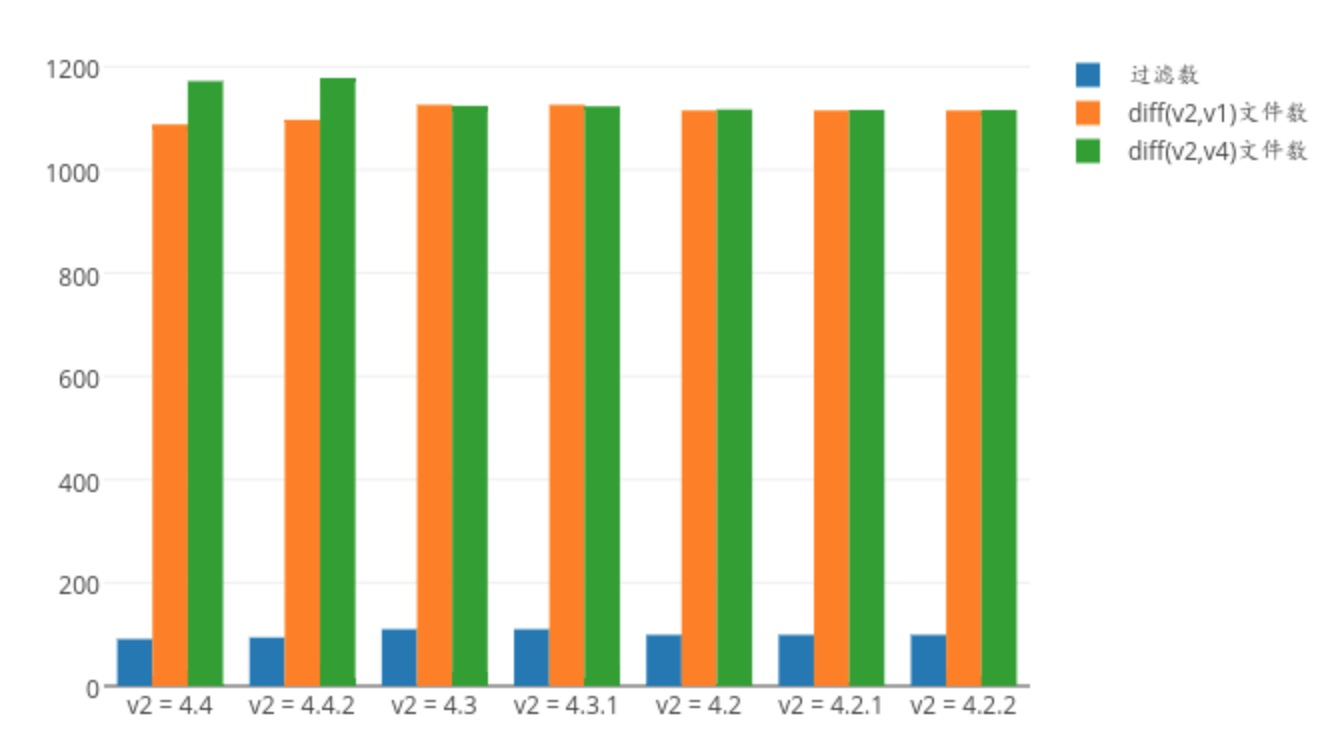 1200
1000
800
600
400
200
0
v2 = 4.4 v2 = 4.4.2 v2 = 4.3 v2 = 4.3.1 v2 = 4.2 v2 = 4.2.1 v2 = 4.2.2
过滤数
diff(v2,v1)文件数
diff(v2,v4)文件数